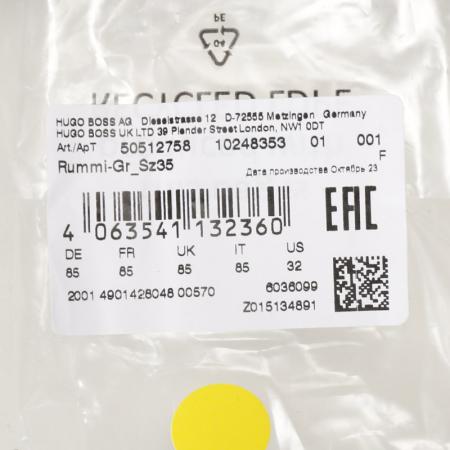 PE
04
HUGO BOSS AG Dieselstrasse 12 D-72555 Metzingen Germany
HUGO BOSS UK LTD 39 Plender Street London, NW1 0DT
Art./АрТ 50512758 10248353 01 001
Rummi-Gr_Sz35 F
Дата производства Октябрь 23
4 063541 132360
EAC
DE FR UK IT US
85 85 85 85 32
2001 4901428048 00570 6036099
Z015134891